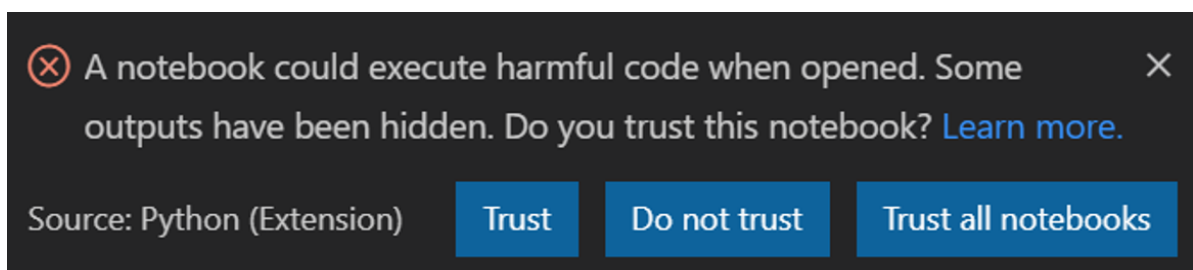 A notebook could execute harmful code when opened. Some
outputs have been hidden. Do you trust this notebook? Learn more.
Source: Python (Extension) Trust Do not trust Trust all notebooks